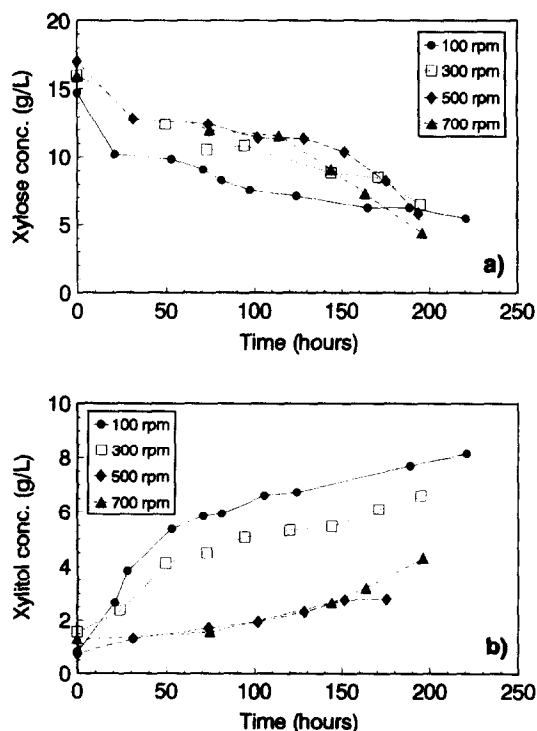 20
15
10
5
0
Xylose conc. (g/L)
100 rpm
300 rpm
500 rpm
700 rpm
a)
0 50 100 150 200 250
Time (hours)
10
8
6
4
2
0
Xylitol conc. (g/L)
100 rpm
300 rpm
500 rpm
700 rpm
b)
0 50 100 150 200 250
Time (hours)